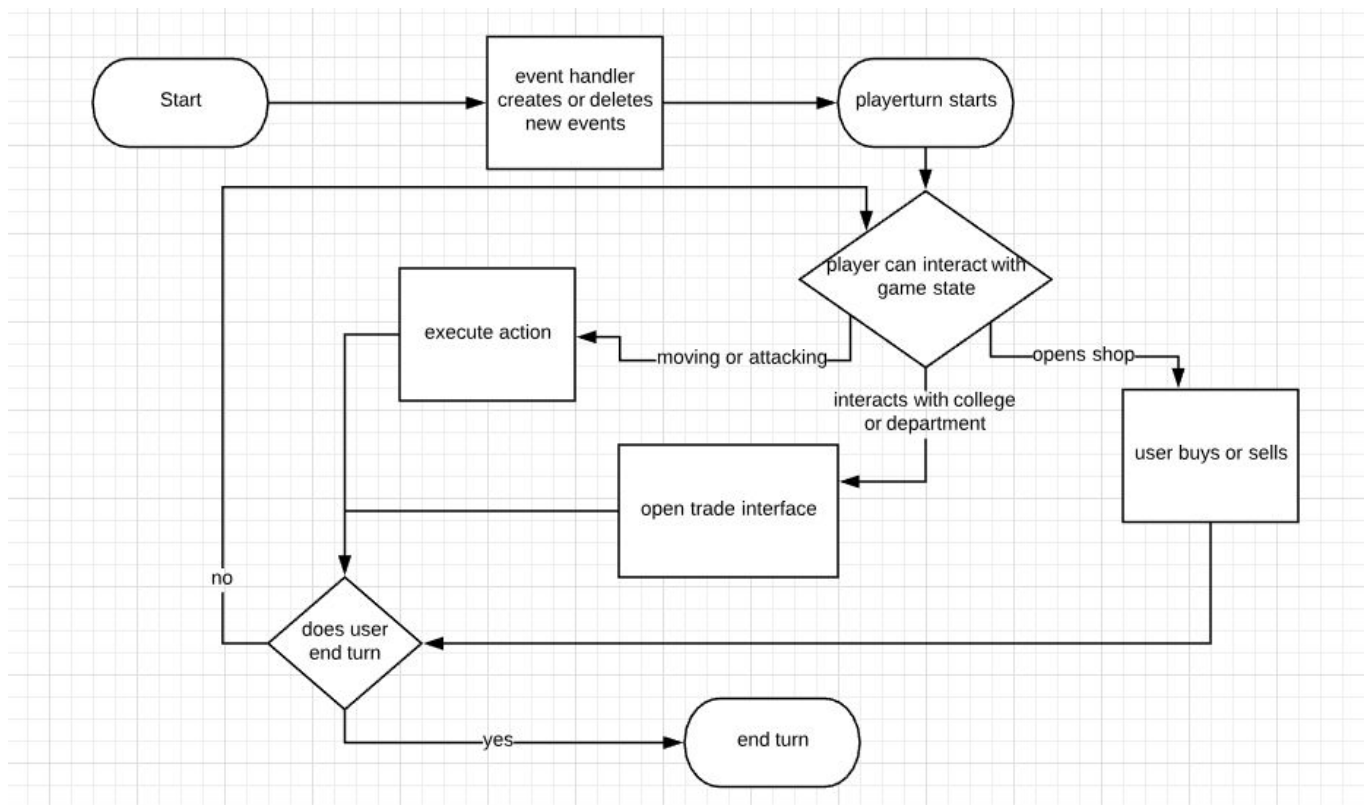 Start
event handler
creates or deletes
new events
playerturn starts
player can interact with
game state
execute action
moving or attacking
opens shop
interacts with college
or department
user buys or sells
open trade interface
no
does user
end turn
yes
end turn